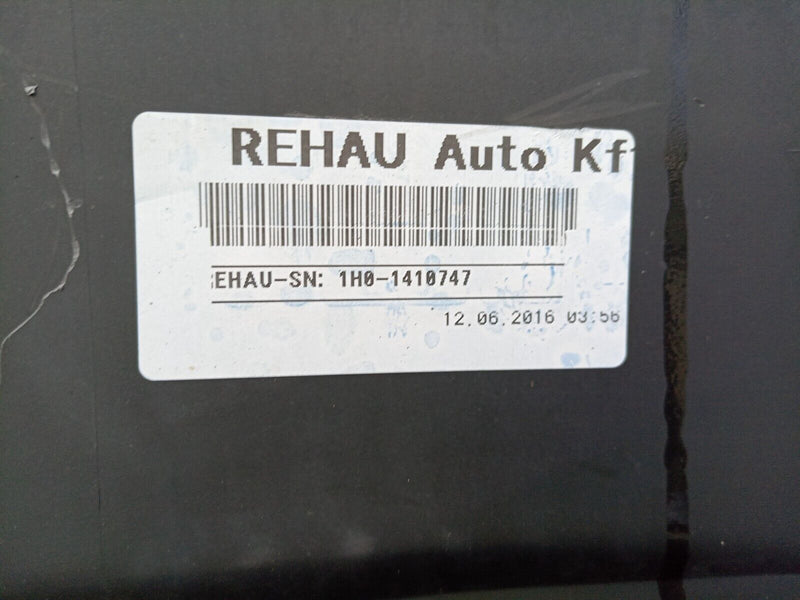 REHAU Auto Kf
EHAU-SN: 1H0-1410747
12.06.2016 03:56